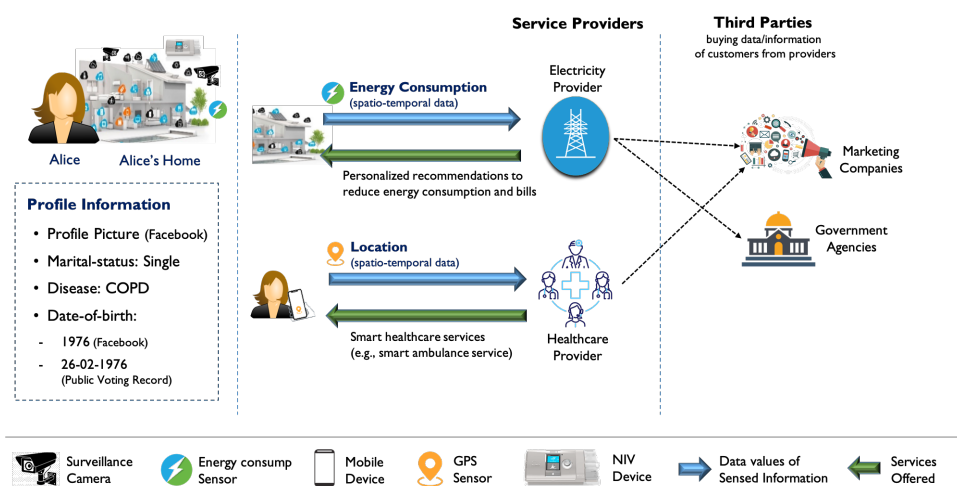 Service Providers
Third Parties
buying data/information
of customers from providers
Alice
Alice's Home
Profile Information
• Profile Picture (Facebook)
• Marital-status: Single
• Disease: COPD
• Date-of-birth:
- 1976 (Facebook)
- 26-02-1976
(Public Voting Record)
Energy Consumption
(spatio-temporal data)
Personalized recommendations to
reduce energy consumption and bills
Electricity
Provider
Location
(spatio-temporal data)
Smart healthcare services
(e.g., smart ambulance service)
Healthcare
Provider
Marketing
Companies
Government
Agencies
Surveillance
Camera
Energy consump
Sensor
Mobile
Device
GPS
Sensor
NIV
Device
Data values of
Sensed Information
Services
Offered